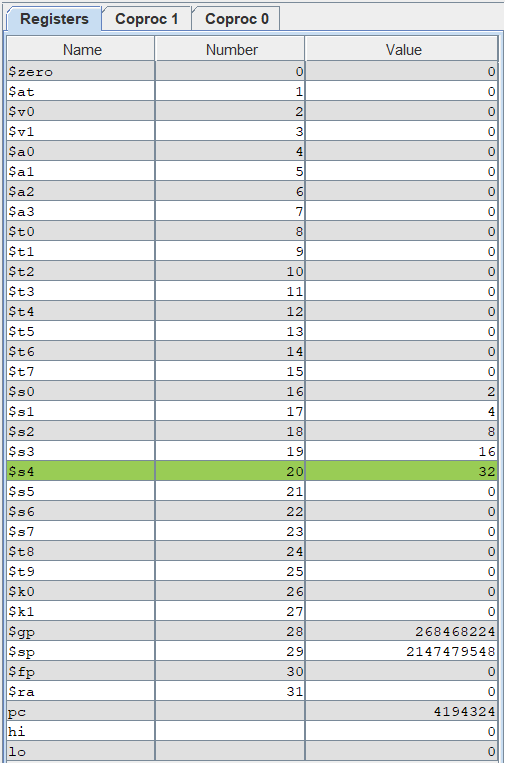 Registers Coproc 1 Coproc 0
Name Number Value
$zero 0 0
$at 1 0
$v0 2 0
$v1 3 0
$a0 4 0
$a1 5 0
$a2 6 0
$a3 7 0
$t0 8 0
$t1 9 0
$t2 10 0
$t3 11 0
$t4 12 0
$t5 13 0
$t6 14 0
$t7 15 0
$s0 16 2
$s1 17 4
$s2 18 8
$s3 19 16
$s4 20 32
$s5 21 0
$s6 22 0
$s7 23 0
$t8 24 0
$t9 25 0
$k0 26 0
$k1 27 0
$gp 28 268468224
$sp 29 2147479548
$fp 30 0
$ra 31 0
pc 4194324
hi 0
lo 0